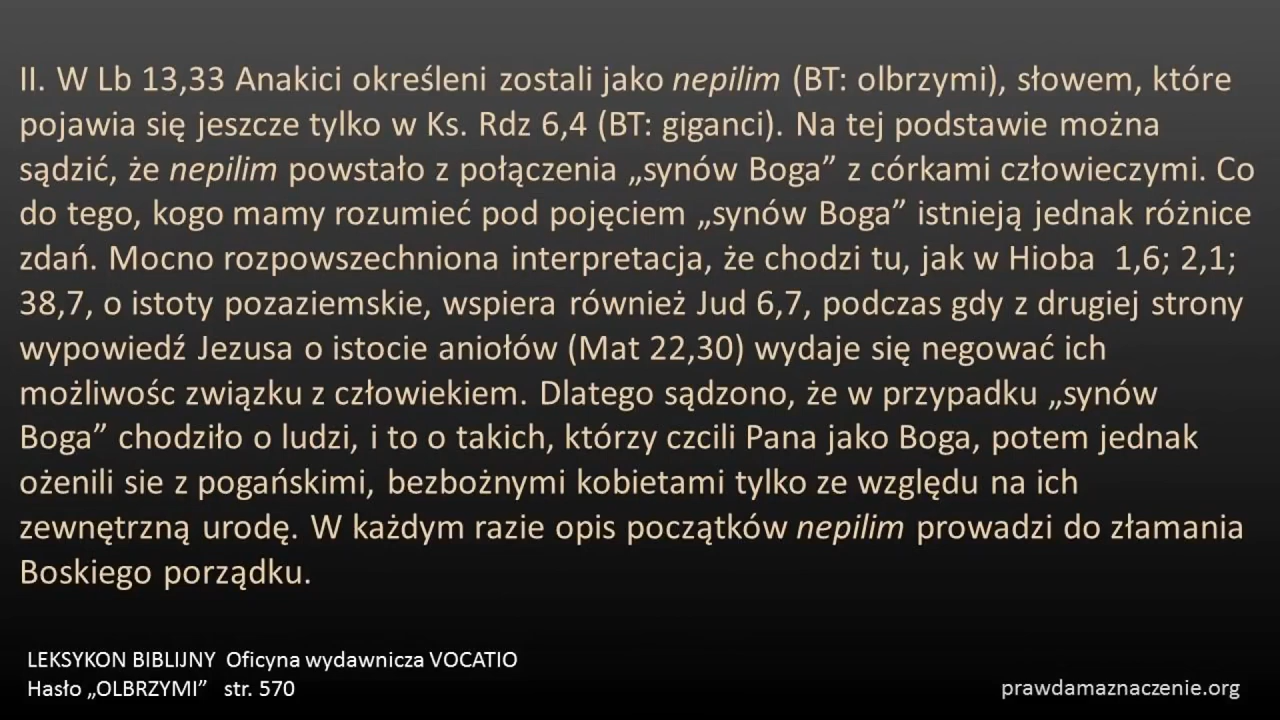 II. W Lb 13,33 Anakici określeni zostali jako nepilim (BT: olbrzymi), słowem, które
pojawia się jeszcze tylko w Ks. Rdz 6,4 (BT: giganci). Na tej podstawie można
sądzić, że nepilim powstało z połączenia „synów Boga” z córkami człowieczymi. Co
do tego, kogo mamy rozumieć pod pojęciem „synów Boga” istnieją jednak różnice
zdań. Mocno rozpowszechniona interpretacja, że chodzi tu, jak w Hioba  1,6; 2,1;
38,7, o istoty pozaziemskie, wspiera również Jud 6,7, podczas gdy z drugiej strony
wypowiedź Jezusa o istocie aniołów (Mat 22,30) wydaje się negować ich
możliwośc związku z człowiekiem. Dlatego sądzono, że w przypadku „synów
Boga” chodziło o ludzi, i to o takich, którzy czcili Pana jako Boga, potem jednak
ożenili sie z pogańskimi, bezbożnymi kobietami tylko ze względu na ich
zewnętrzną urodę. W każdym razie opis początków nepilim prowadzi do złamania
Boskiego porządku.
LEKSYKON BIBLIJNY  Oficyna wydawnicza VOCATIO
Hasło „OLBRZYMI”   str. 570
prawdamaznaczenie.org